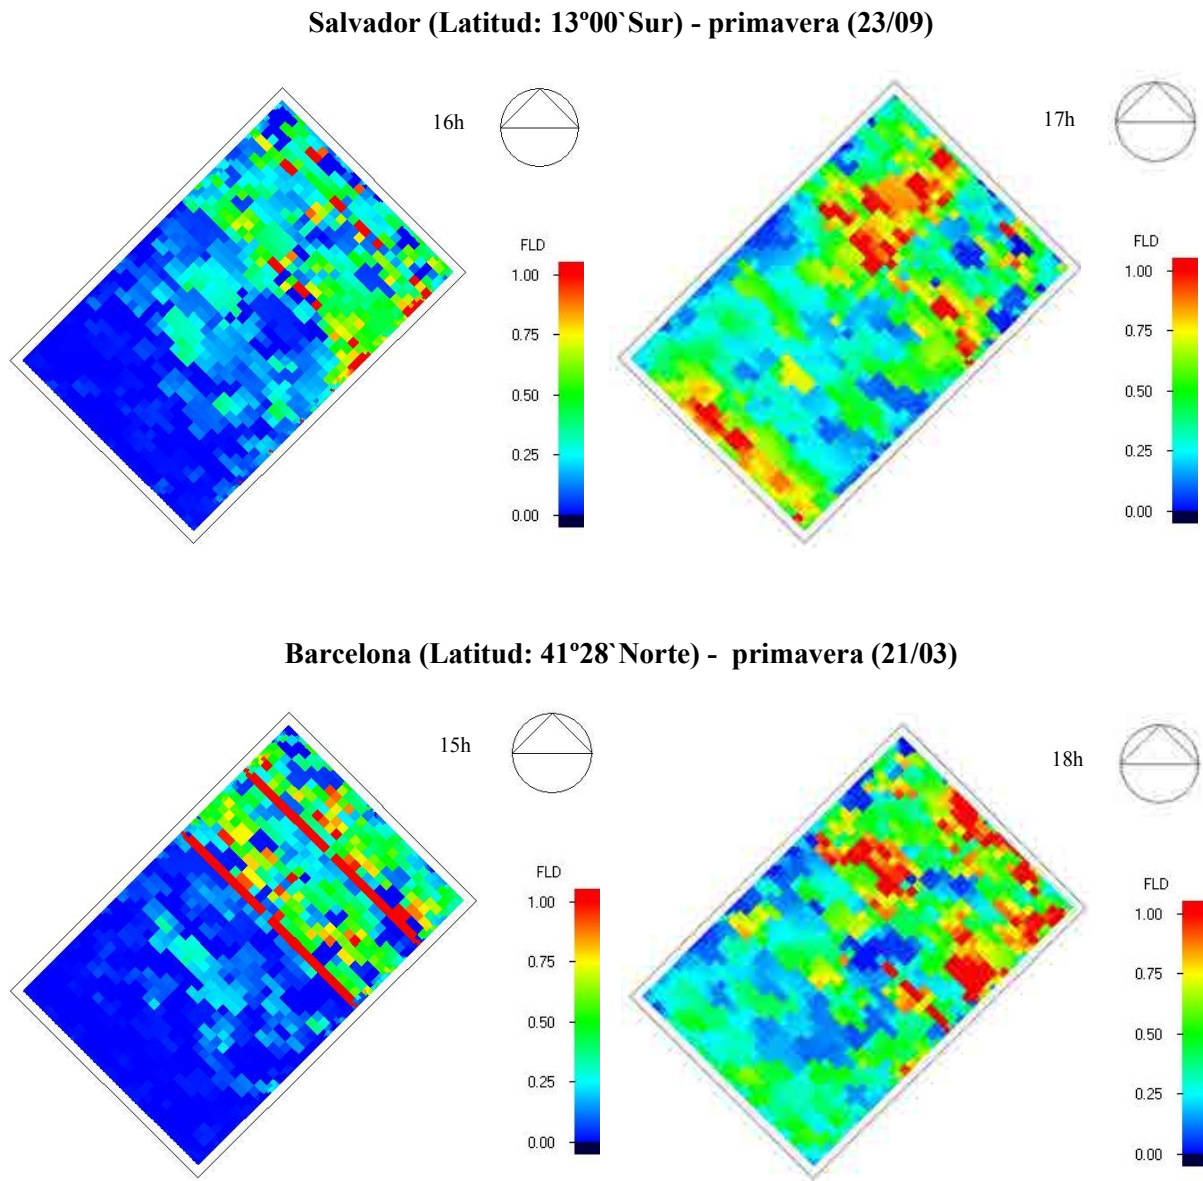 Salvador (Latitud: 13º00`Sur) - primavera (23/09)
16h
FLD
1.00
0.75
0.50
0.25
0.00
17h
FLD
1.00
0.75
0.50
0.25
0.00
Barcelona (Latitud: 41º28`Norte) - primavera (21/03)
15h
FLD
1.00
0.75
0.50
0.25
0.00
18h
FLD
1.00
0.75
0.50
0.25
0.00